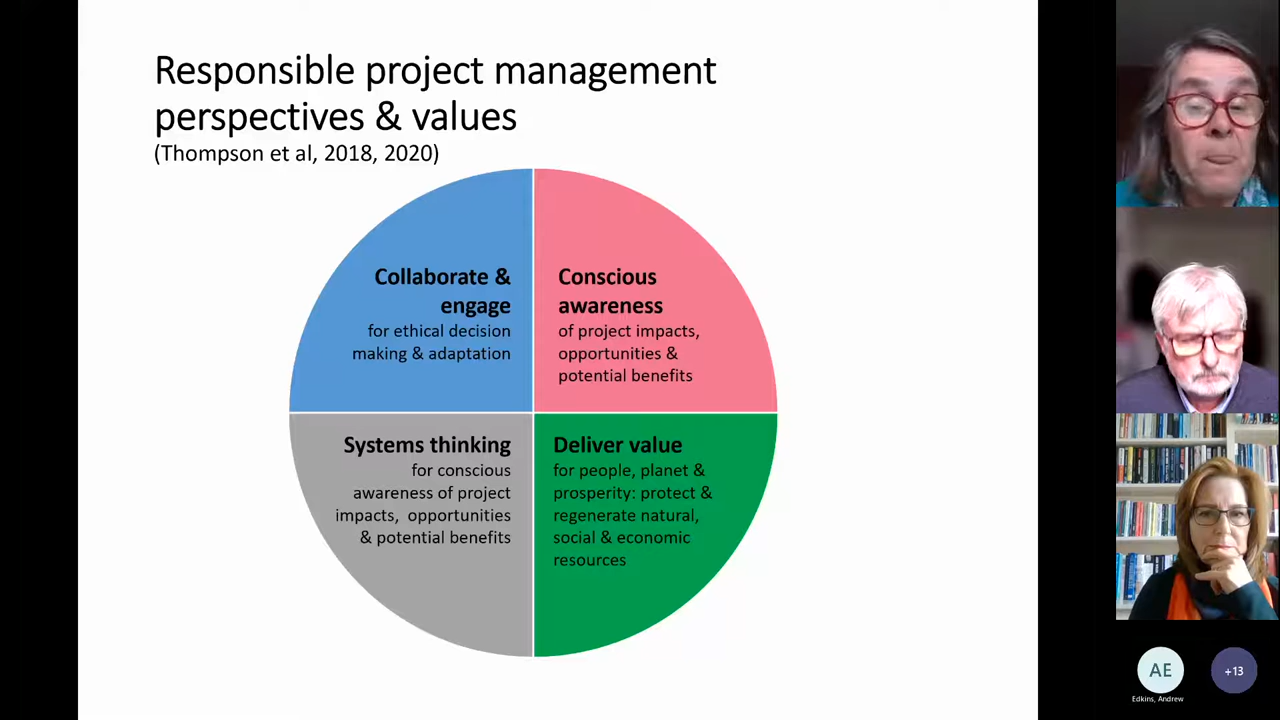 Responsible project management
perspectives & values
(Thompson et al, 2018, 2020)
Collaborate &
engage
for ethical decision
making & adaptation
Conscious
awareness
of project impacts,
opportunities &
potential benefits
Systems thinking
for conscious
awareness of project
impacts, opportunities
& potential benefits
Deliver value
for people, planet &
prosperity: protect &
regenerate natural,
social & economic
resources
AE
Edkins, Andrew
+13